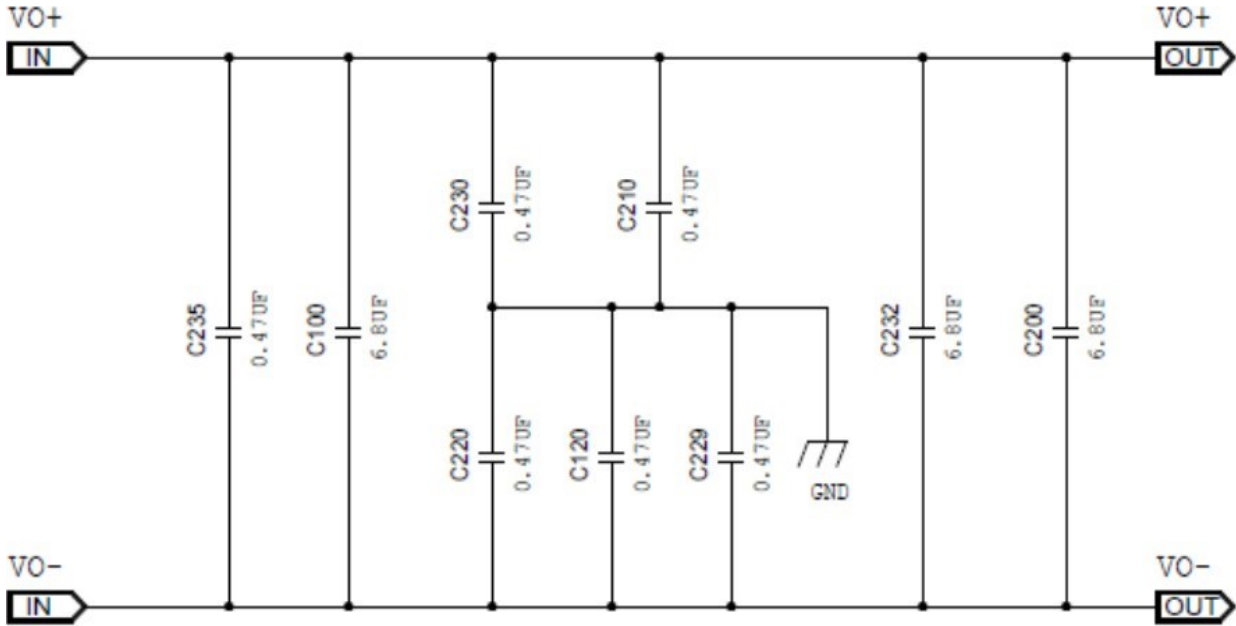 VO+
VO+
IN
OUT
C230
0.47UF
C210
0.47UF
C235
0.47UF
C100
6.8UF
C232
6.8UF
C200
6.8UF
C220
0.47UF
C120
0.47UF
C229
0.47UF
GND
VO-
VO-
IN
OUT